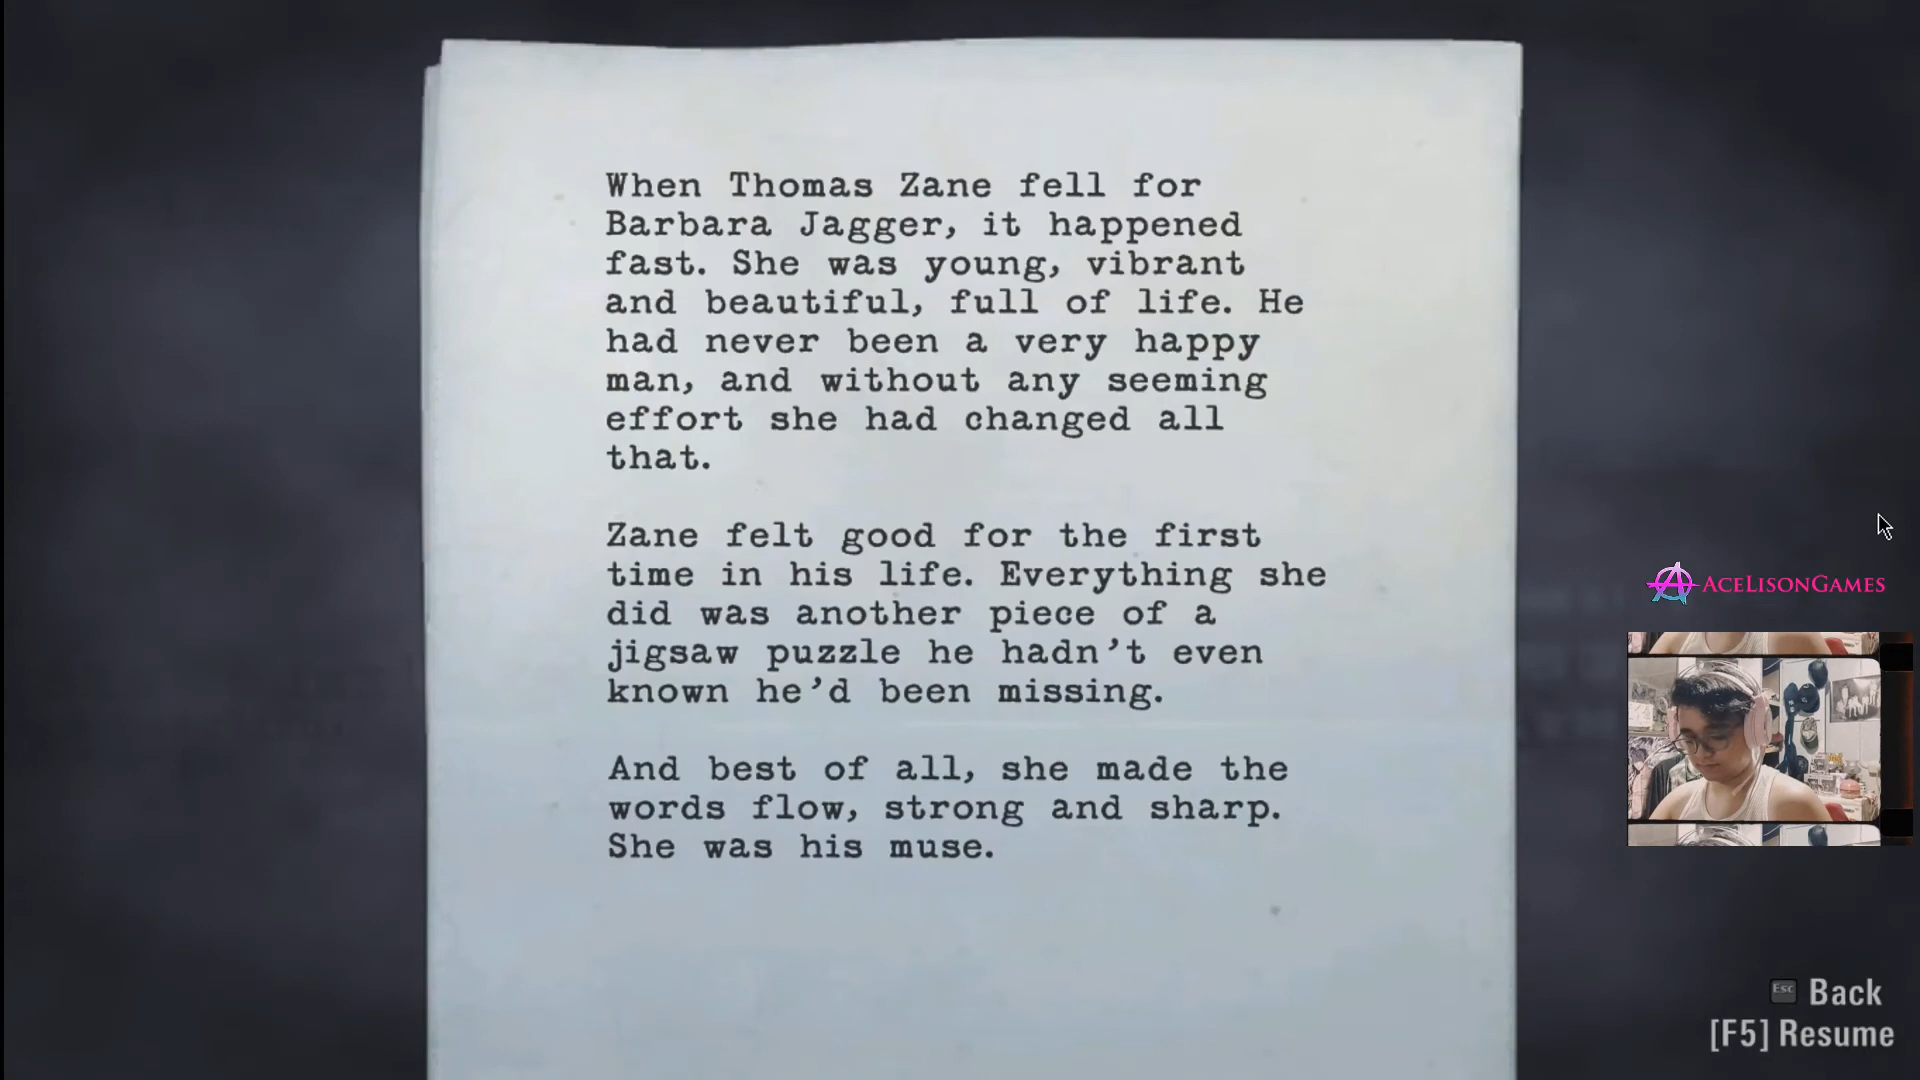 When Thomas Zane fell for
Barbara Jagger, it happened
fast. She was young, vibrant
and beautiful, full of life. He
had never been a very happy
man, and without any seeming
effort she had changed all
that.
Zane felt good for the first
time in his life. Everything she
did was another piece of a
jigsaw puzzle he hadn’t even
known he’d been missing.
And best of all, she made the
words flow, strong and sharp.
She was his muse.
ACELISONGAMES
Esc Back
[F5] Resume